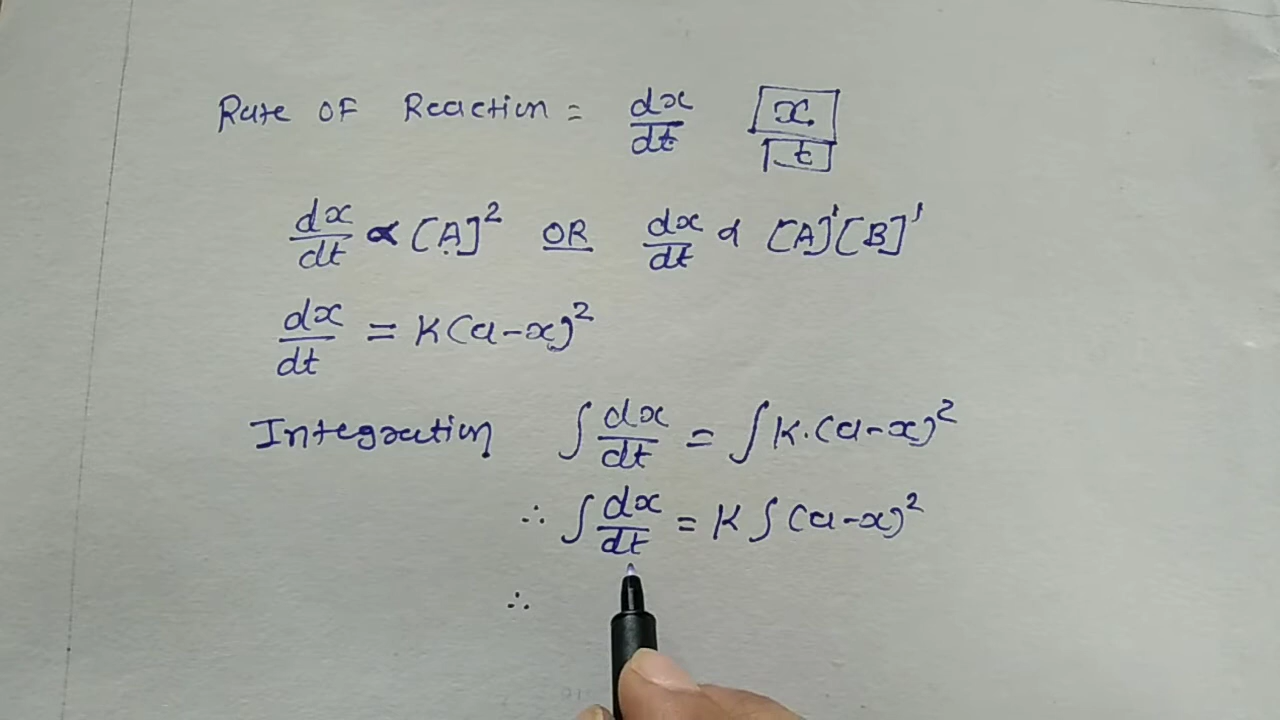 Rate OF Reaction = dx/dt x/t
dx/dt ∝ [A]² OR dx/dt ∝ [A]¹[B]¹
dx/dt = K(a-x)²
Integration ∫ dx/dt = ∫K.(a-x)²
∴ ∫ dx/dt = K ∫ (a-x)²
∴